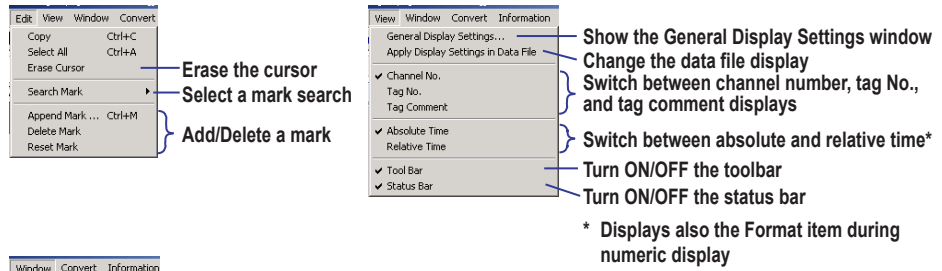 Edit View Window Convert
Copy Ctrl+C
Select All Ctrl+A
Erase Cursor
Search Mark
Append Mark ... Ctrl+M
Delete Mark
Reset Mark
Erase the cursor
Select a mark search
Add/Delete a mark
View Window Convert Information
General Display Settings...
Apply Display Settings in Data File
Channel No.
Tag No.
Tag Comment
Absolute Time
Relative Time
Tool Bar
Status Bar
Show the General Display Settings window
Change the data file display
Switch between channel number, tag No.,
and tag comment displays
Switch between absolute and relative time*
Turn ON/OFF the toolbar
Turn ON/OFF the status bar
* Displays also the Format item during
numeric display
Window Convert Information